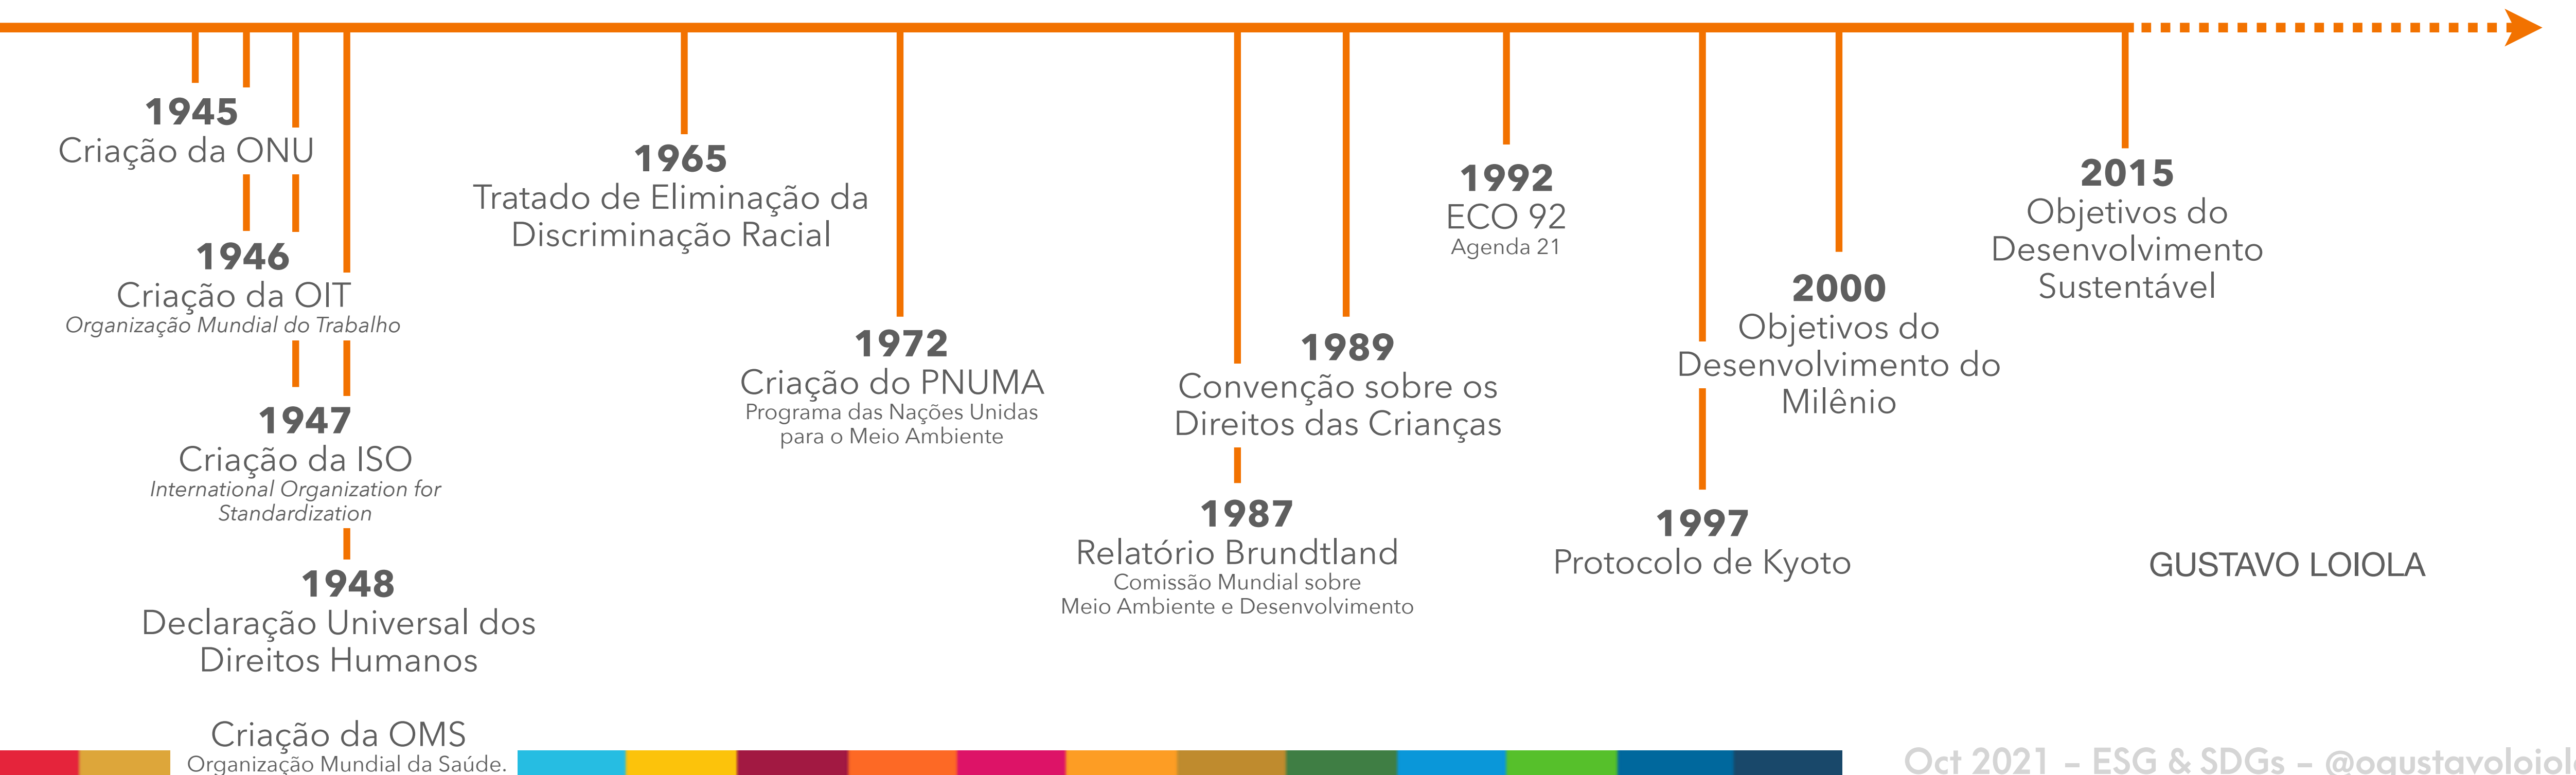 1945
Criação da ONU
1946
Criação da OIT
Organização Mundial do Trabalho
1947
Criação da ISO
International Organization for
Standardization
1948
Declaração Universal dos
Direitos Humanos
Criação da OMS
Organização Mundial da Saúde.
1965
Tratado de Eliminação da
Discriminação Racial
1972
Criação do PNUMA
Programa das Nações Unidas
para o Meio Ambiente
1987
Relatório Brundtland
Comissão Mundial sobre
Meio Ambiente e Desenvolvimento
1989
Convenção sobre os
Direitos das Crianças
1992
ECO 92
Agenda 21
1997
Protocolo de Kyoto
2000
Objetivos do
Desenvolvimento do
Milênio
2015
Objetivos do
Desenvolvimento
Sustentável
GUSTAVO LOIOLA
Oct 2021 – ESG & SDGs –